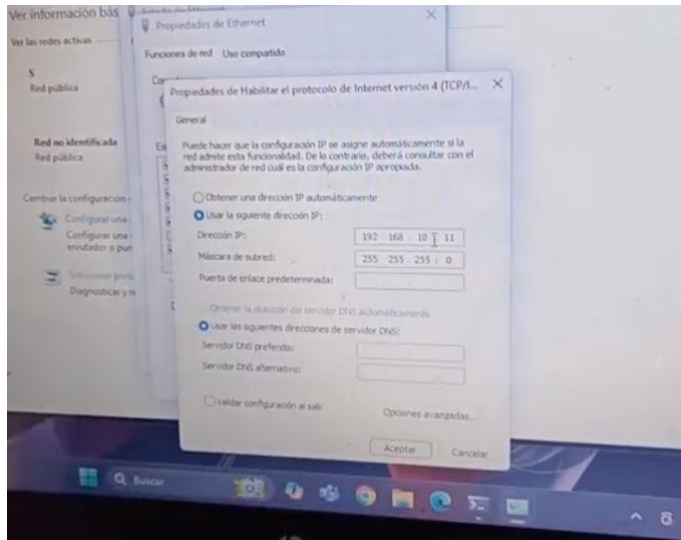 Ver información bás
Propiedades de Ethernet
Ver las redes activas
Funciones de red Uso compartido
S
Red pública
Propiedades de Habilitar el protocolo de Internet versión 4 (TCP/I...
General
Puede hacer que la configuración IP se asigne automáticamente si la
red admite esta funcionalidad. De lo contrario, deberá consultar con el
administrador de red cuál es la configuración IP apropiada.
Red no identificada
Red pública
Obtener una dirección IP automáticamente
Usar la siguiente dirección IP:
Dirección IP: 192 168 10 11
Máscara de subred: 255 255 255 0
Puerta de enlace predeterminada:
Cambiar la configuración
Configurar una
Configurar una
enrutador o pun
Diagnosticar y re
Obtener la dirección del servidor DNS automáticamente
Usar las siguientes direcciones de servidor DNS:
Servidor DNS preferido:
Servidor DNS alternativo:
Validar configuración al salir
Opciones avanzadas...
Aceptar Cancelar
Buscar